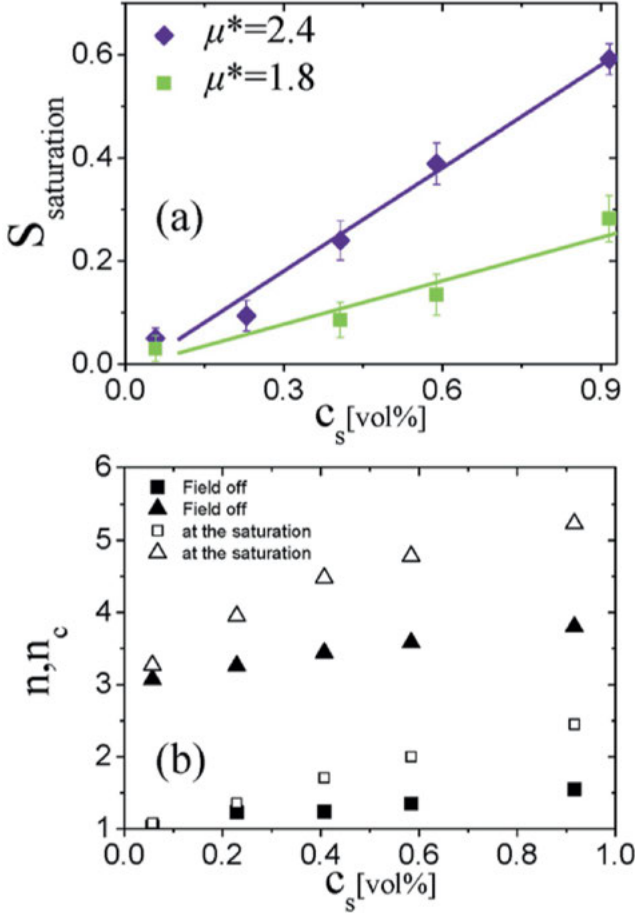 μ*=2.4
μ*=1.8
0.6
0.4
0.2
0.0
S saturation
(a)
0.0 0.3 0.6 0.9
c_s[vol%]
6
5
4
3
2
1
n,n_c
Field off
Field off
at the saturation
at the saturation
(b)
0.0 0.2 0.4 0.6 0.8 1.0
c_s[vol%]